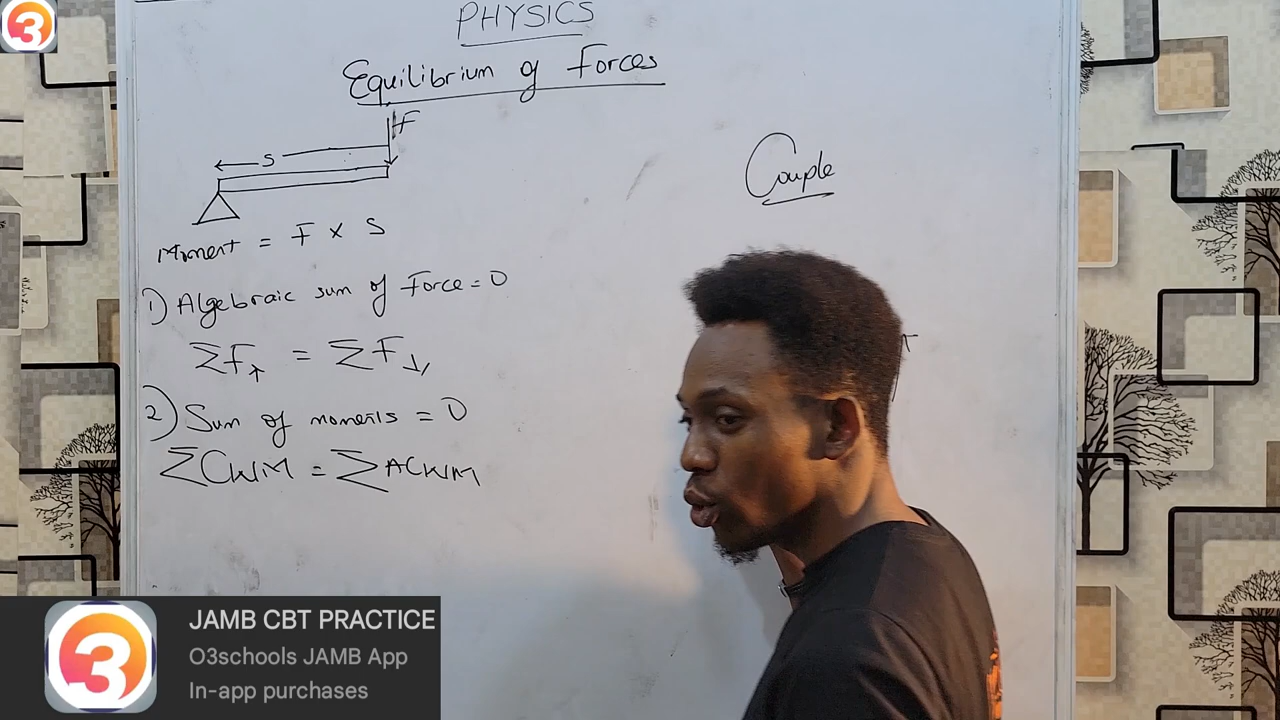 3
PHYSICS
Equilibrium of Forces
F
S
Moment = F × S
1) Algebraic sum of Force = 0
ΣF↑ = ΣF↓
2) Sum of moments = 0
ΣCWM = ΣACWM
Couple
3
JAMB CBT PRACTICE
O3schools JAMB App
In-app purchases